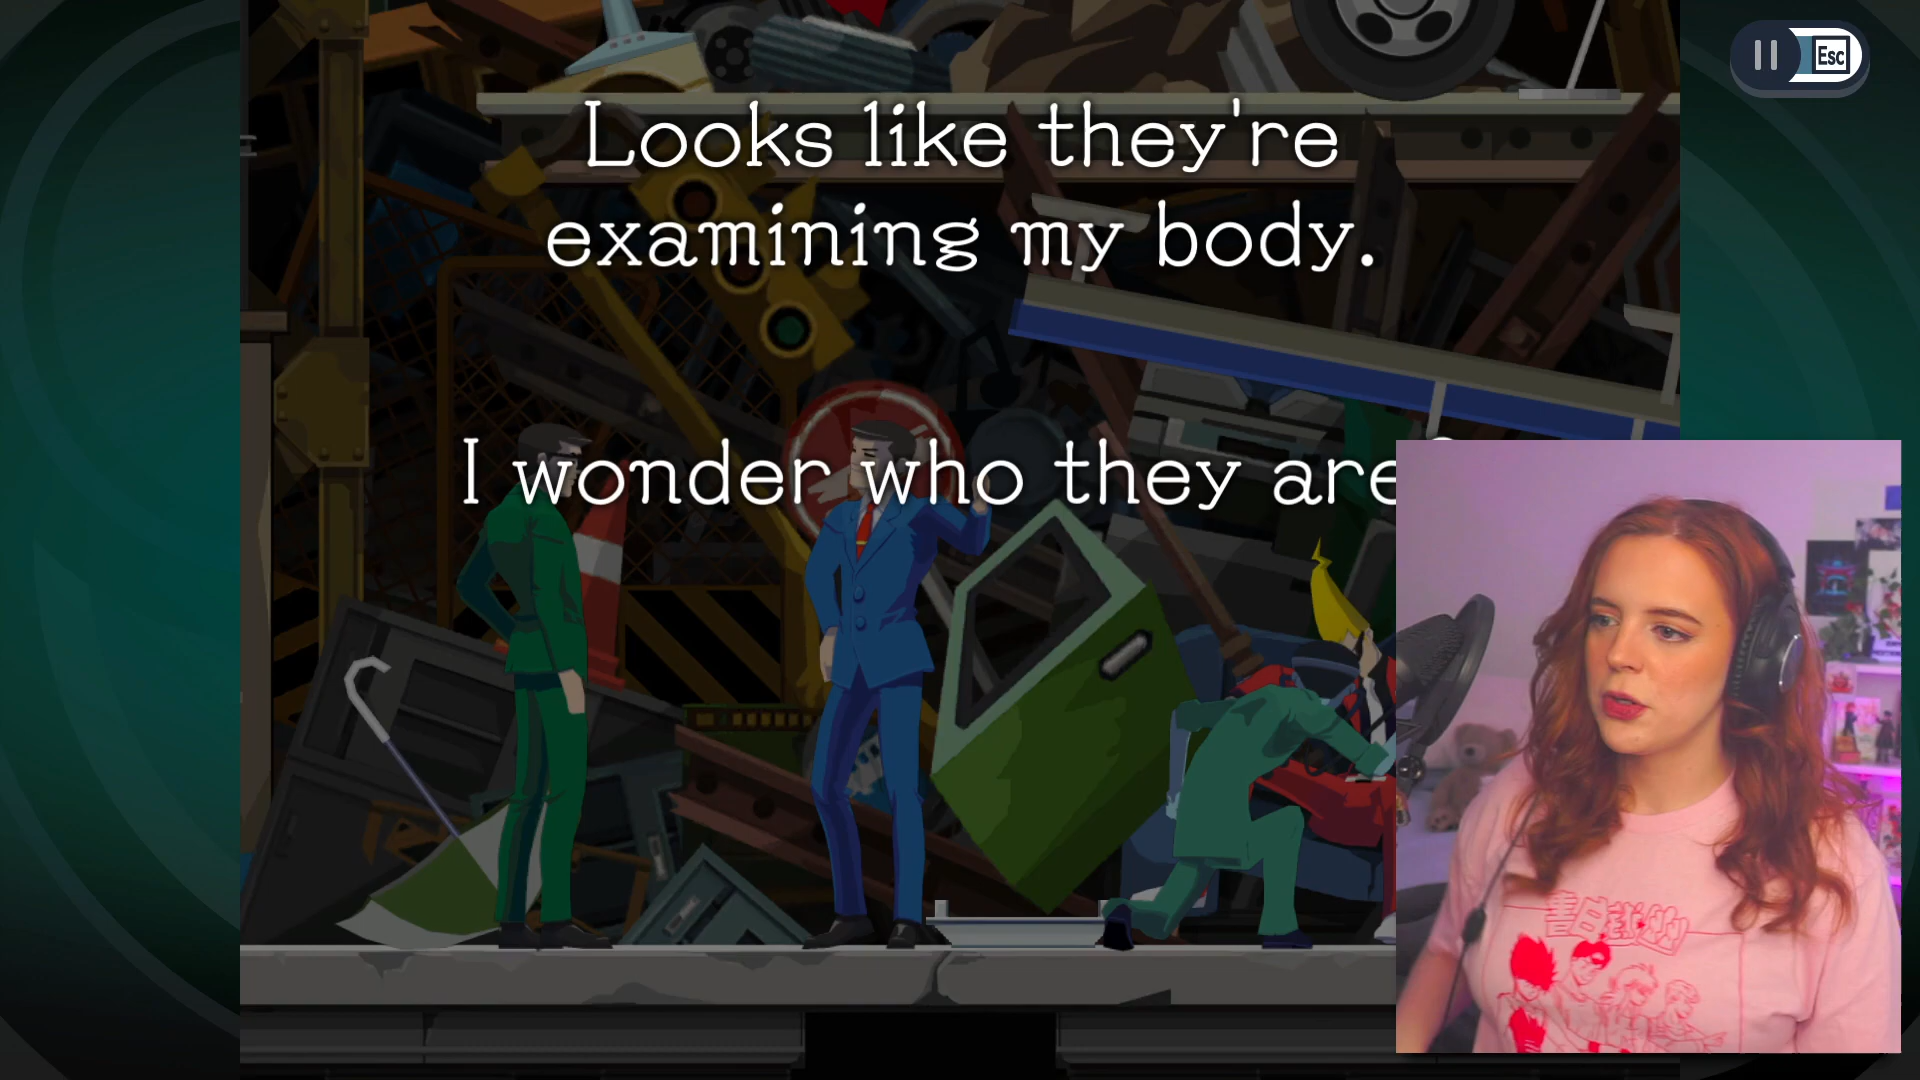 Esc
Looks like they're
examining my body.
I wonder who they are